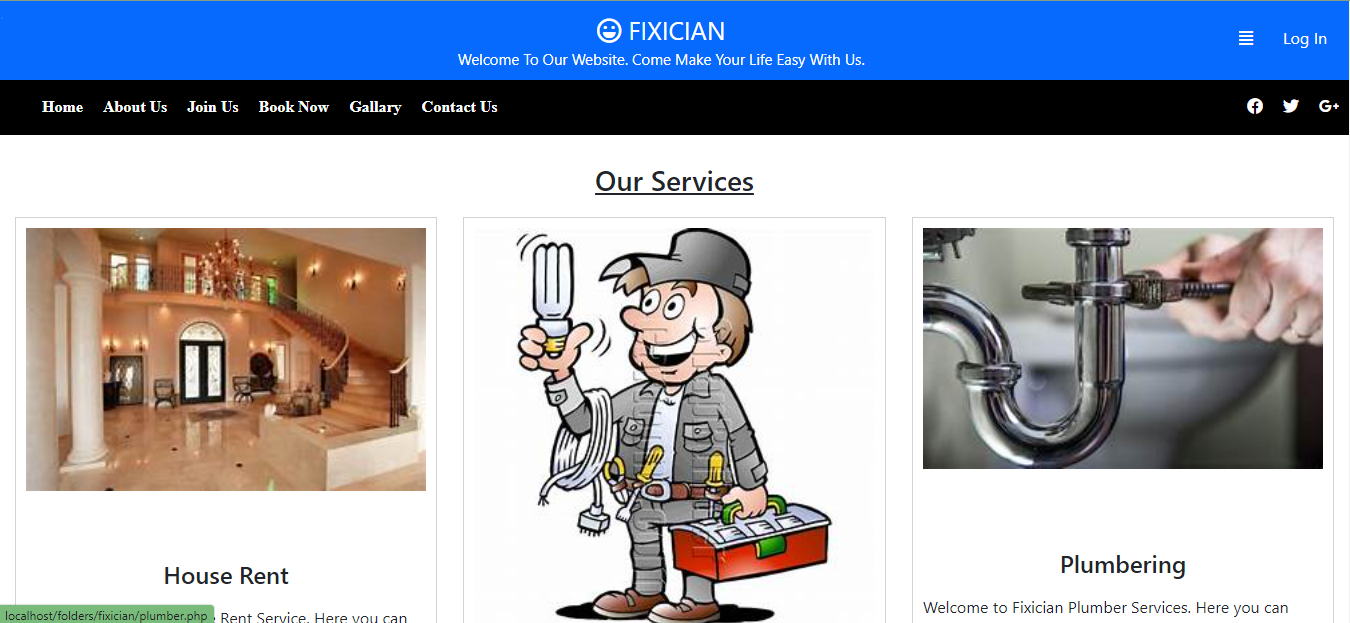 FIXICIAN
Welcome To Our Website. Come Make Your Life Easy With Us.
Log In
Home About Us Join Us Book Now Gallary Contact Us
G+
Our Services
House Rent
Plumbering
Rent Service. Here you can
Welcome to Fixician Plumber Services. Here you can
localhost/folders/fixician/plumber.php